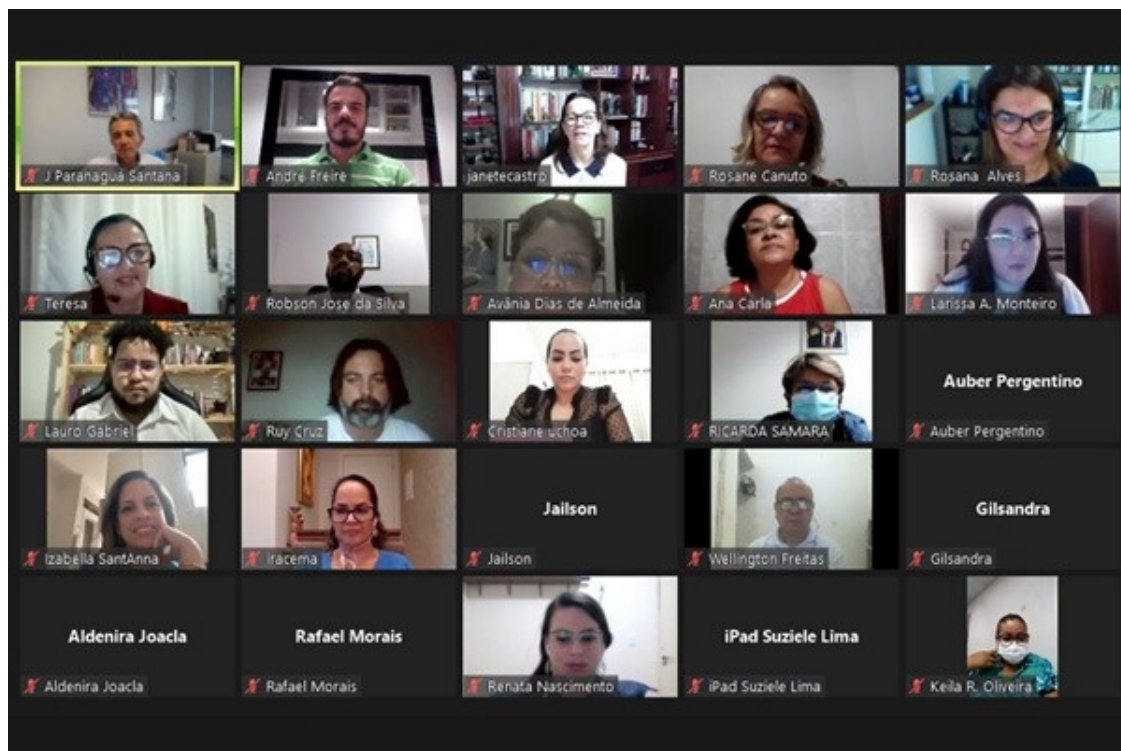 J Paranaguá Santana
André Freire
janetecastro
Rosane Canuto
Rosana Alves
Teresa
Robson Jose da Silva
Avânia Dias de Almeida
Ana Carla
Larissa A. Monteiro
Lauro Gabriel
Ruy Cruz
Cristiane uchoa
RICARDA SAMARA
Auber Pergentino
Auber Pergentino
Izabella SantAnna
iracema
Jailson
Jailson
Wellington Freitas
Gilsandra
Gilsandra
Aldenira Joacla
Aldenira Joacla
Rafael Morais
Rafael Morais
Renata Nascimento
iPad Suziele Lima
iPad Suziele Lima
Keila R. Oliveira